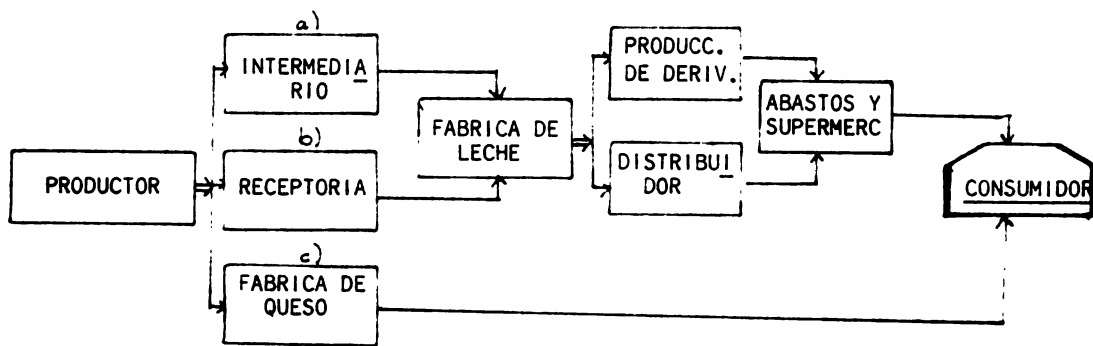 a)
INTERMEDIA
RIO
b)
PRODUCTOR
RECEPTORIA
c)
FABRICA DE
QUESO
FABRICA DE
LECHE
PRODUCC.
DE DERIV.
DISTRIBUI
DOR
ABASTOS Y
SUPERMERC
CONSUMIDOR